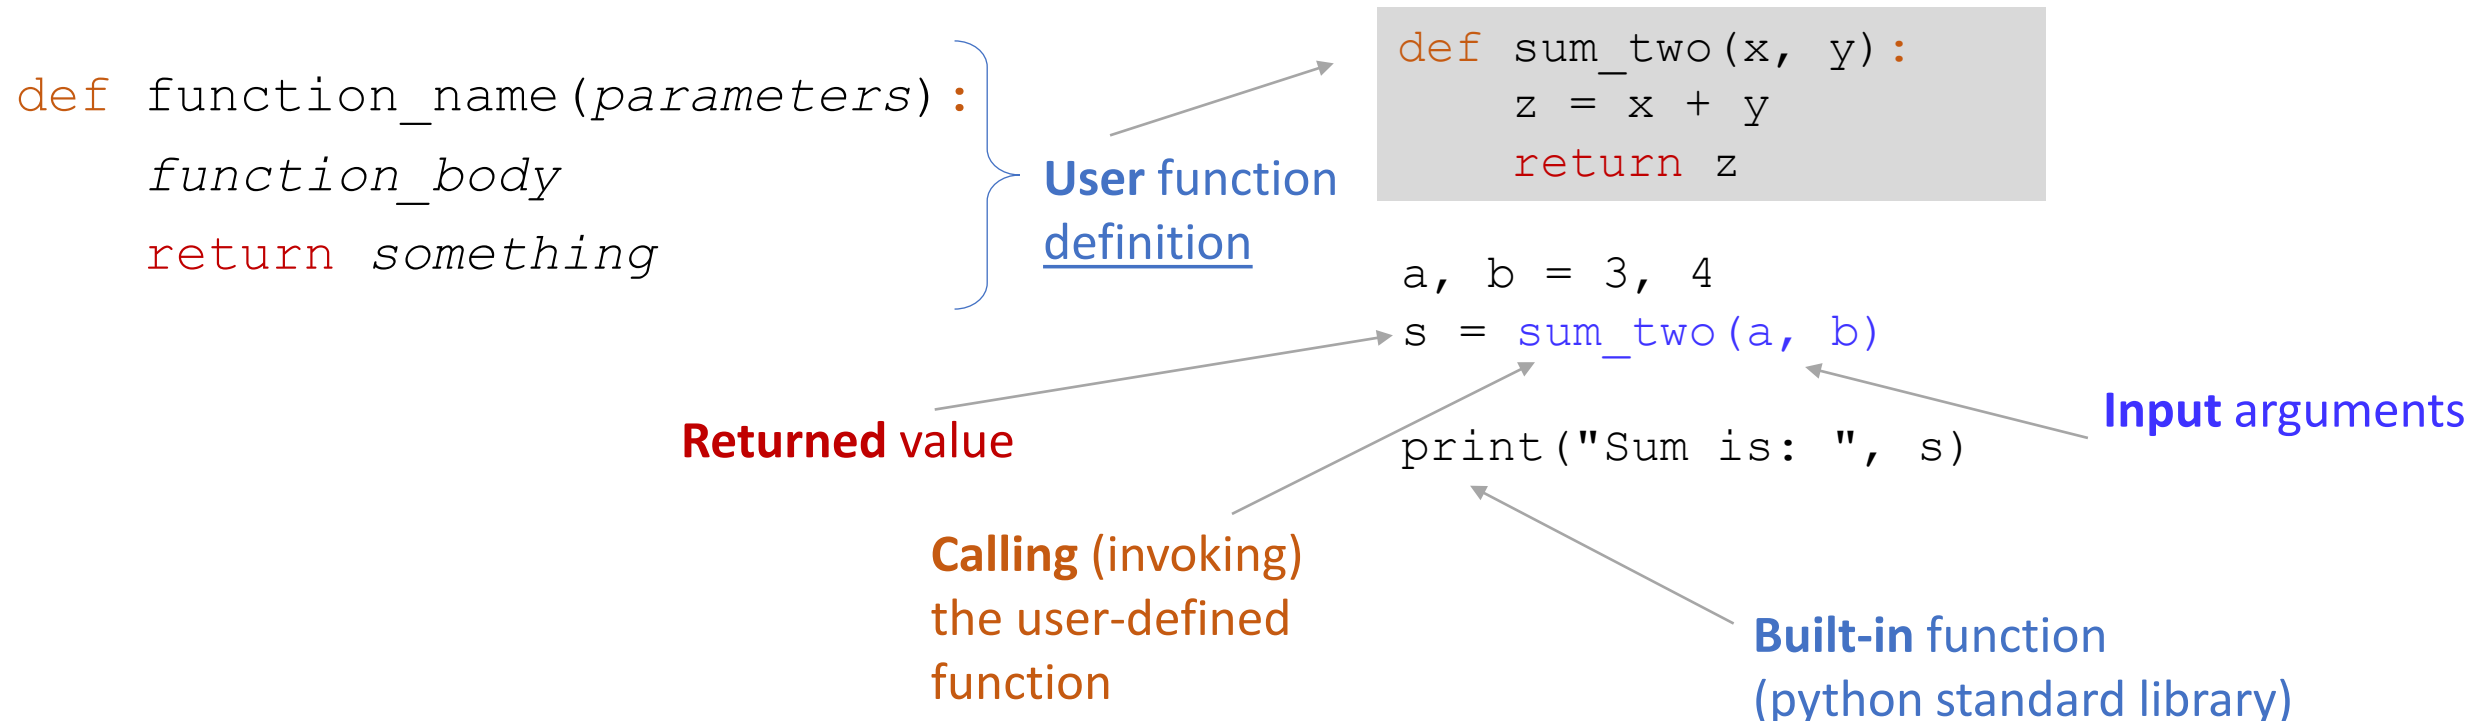 def function_name(parameters):
    function_body
    return something
User function
definition
def sum_two(x, y):
    z = x + y
    return z
a, b = 3, 4
s = sum_two(a, b)
print("Sum is: ", s)
Returned value
Input arguments
Calling (invoking)
the user-defined
function
Built-in function
(python standard library)